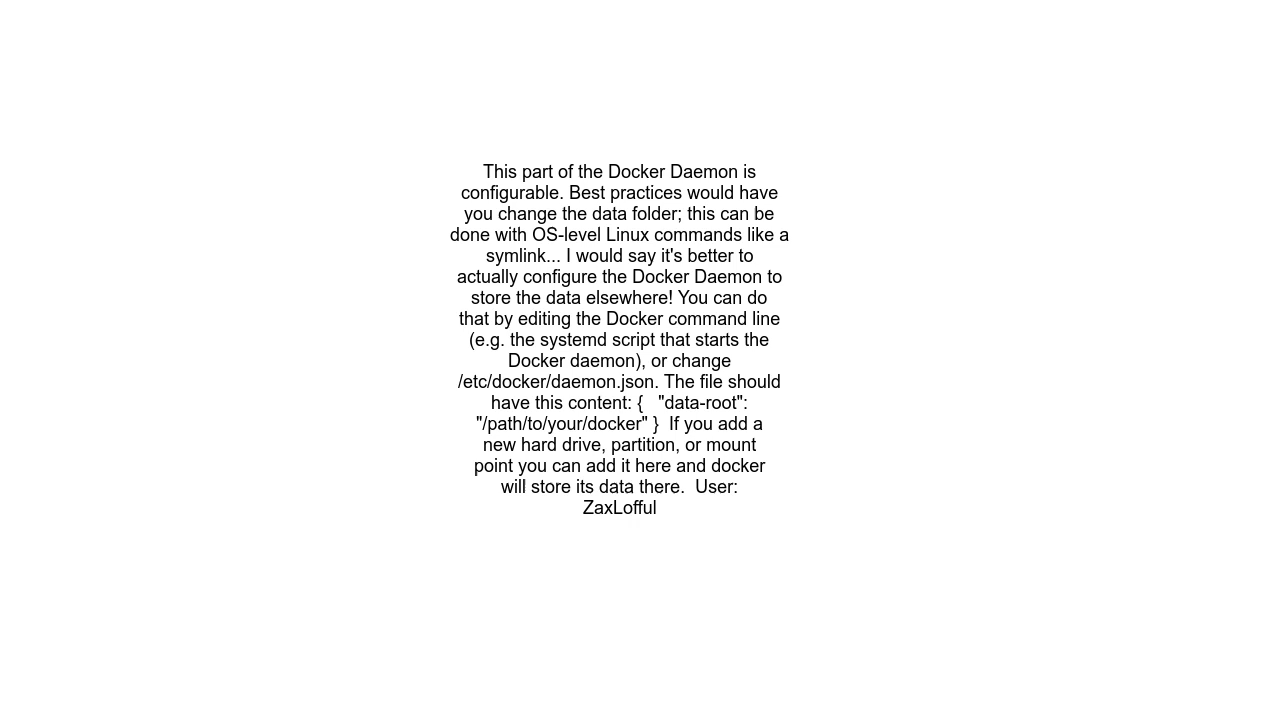 This part of the Docker Daemon is
configurable. Best practices would have
you change the data folder; this can be
done with OS-level Linux commands like a
symlink... I would say it's better to
actually configure the Docker Daemon to
store the data elsewhere! You can do
that by editing the Docker command line
(e.g. the systemd script that starts the
Docker daemon), or change
/etc/docker/daemon.json. The file should
have this content: {   "data-root":
"/path/to/your/docker" }  If you add a
new hard drive, partition, or mount
point you can add it here and docker
will store its data there.  User:
ZaxLofful